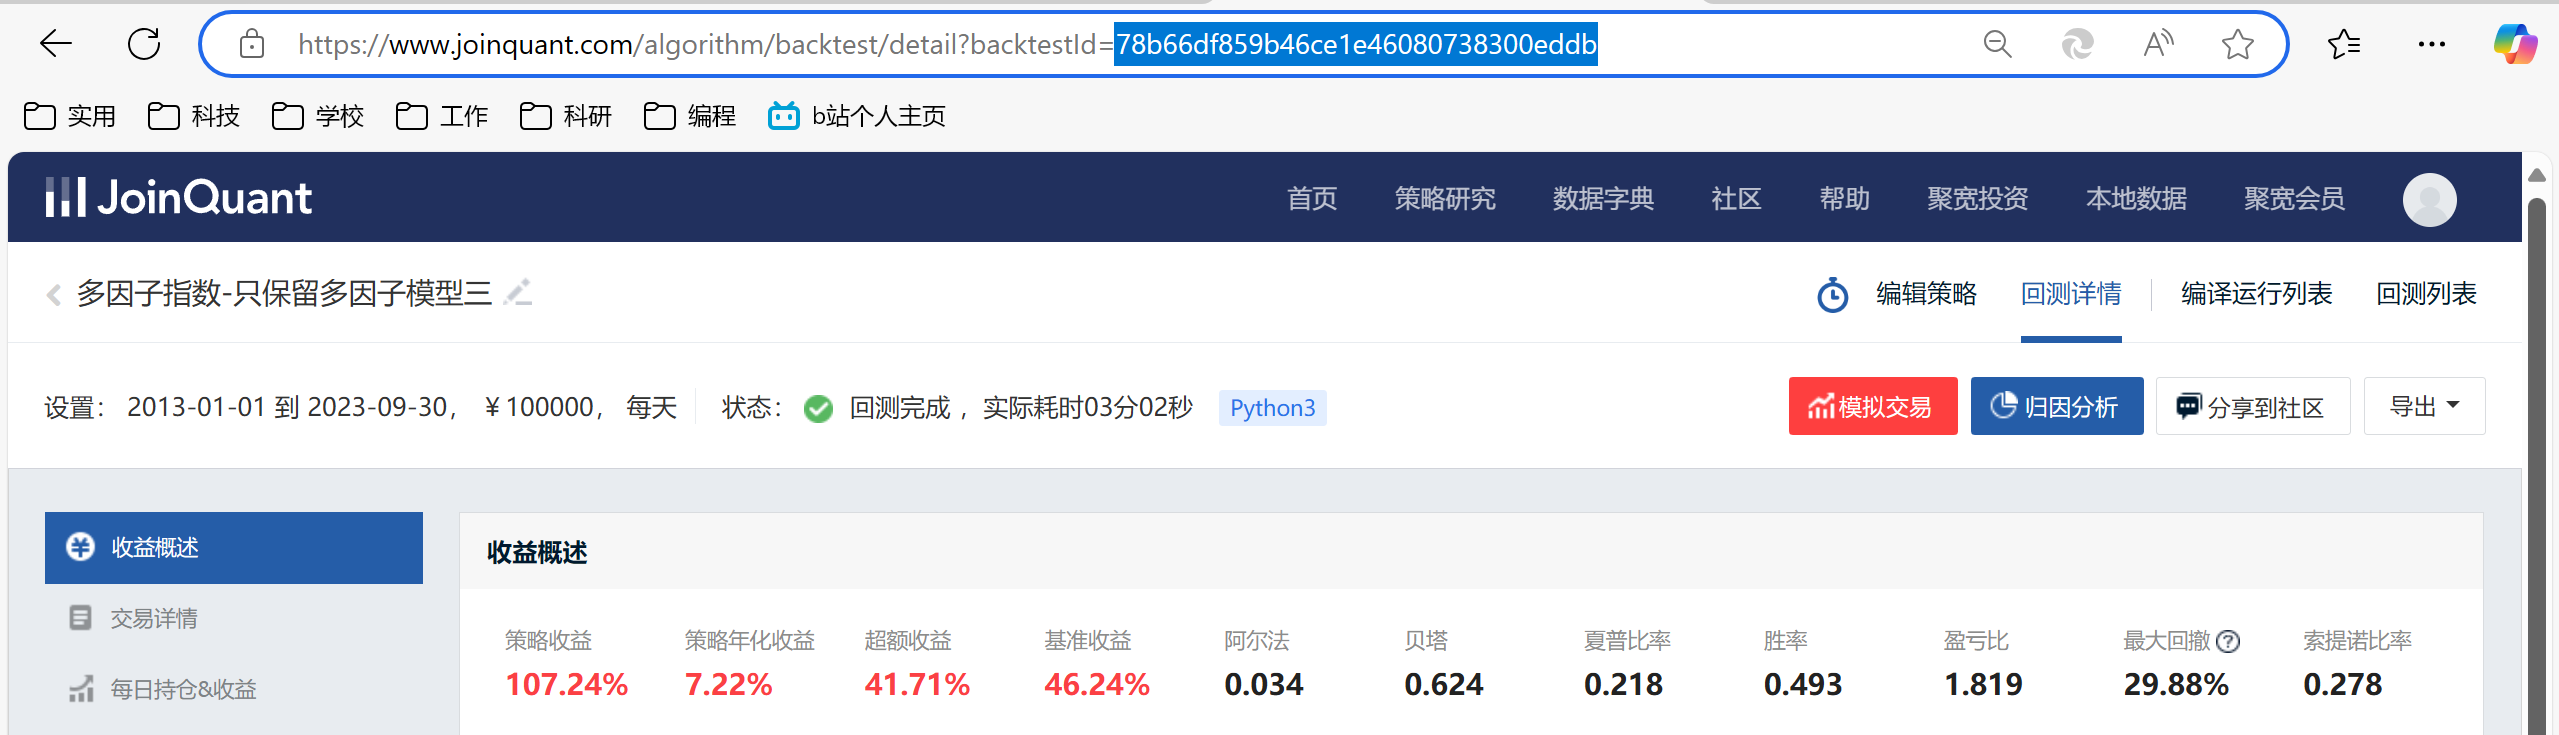 https://www.joinquant.com/algorithm/backtest/detail?backtestId=78b66df859b46ce1e46080738300eddb
实用 科技 学校 工作 科研 编程 b站个人主页
JoinQuant 首页 策略研究 数据字典 社区 帮助 聚宽投资 本地数据 聚宽会员
多因子指数-只保留多因子模型三 编辑策略 回测详情 编译运行列表 回测列表
设置： 2013-01-01 到 2023-09-30， ￥100000， 每天 状态： 回测完成， 实际耗时03分02秒 Python3 模拟交易 归因分析 分享到社区 导出
收益概述
交易详情
每日持仓&收益
收益概述
策略收益 策略年化收益 超额收益 基准收益 阿尔法 贝塔 夏普比率 胜率 盈亏比 最大回撤 索提诺比率
107.24% 7.22% 41.71% 46.24% 0.034 0.624 0.218 0.493 1.819 29.88% 0.278